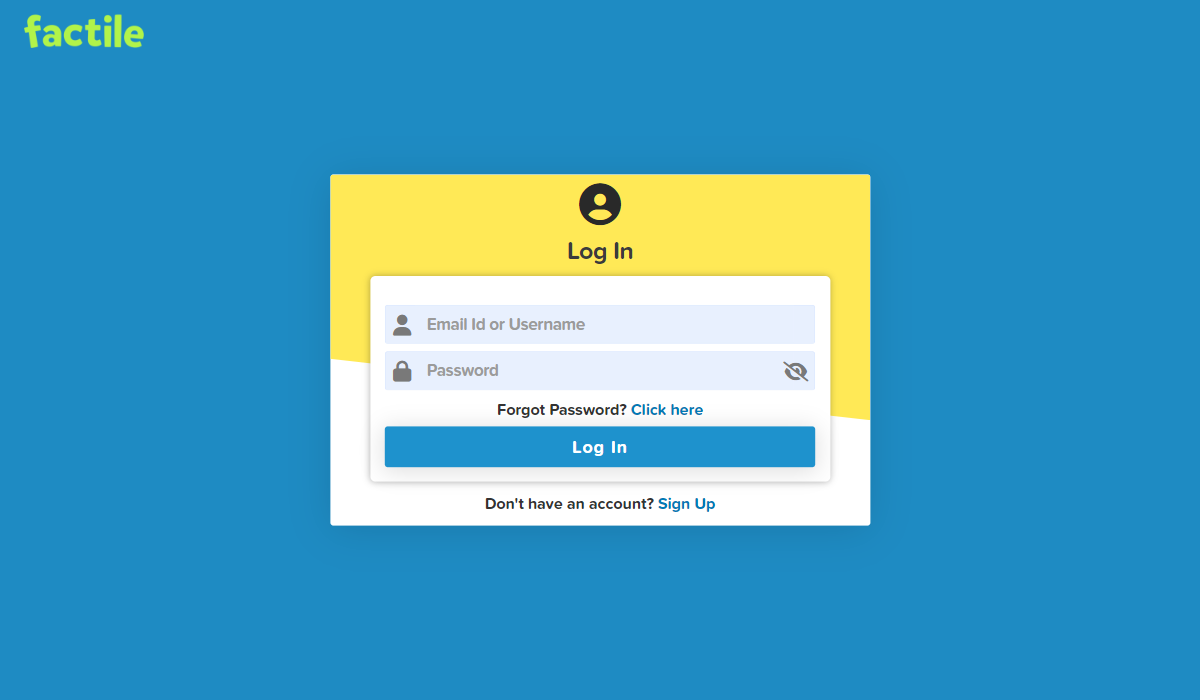 factile
Log In
Email Id or Username
Password
Forgot Password? Click here
Log In
Don't have an account? Sign Up